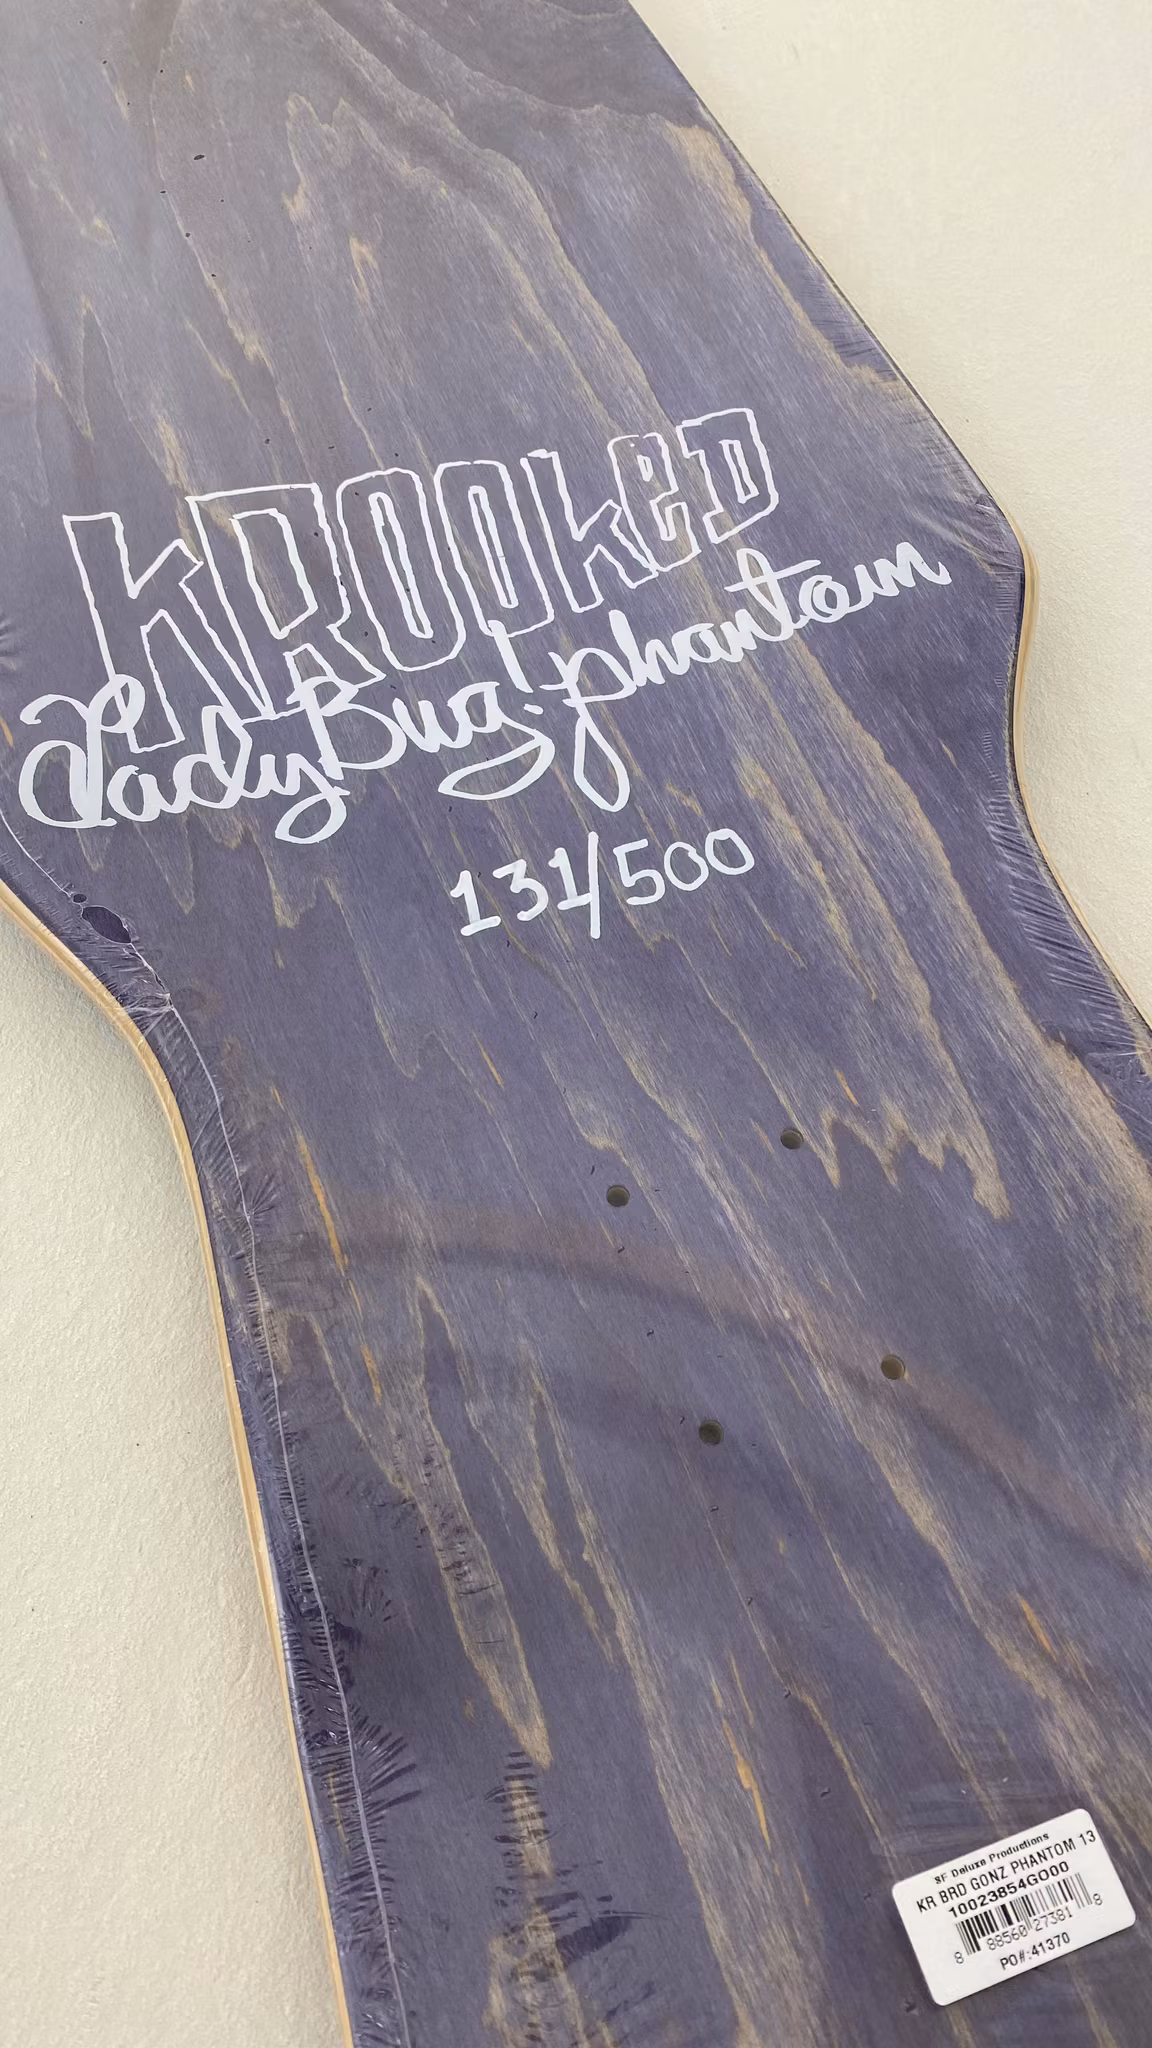 KROOKED
LadyBug! phantom
131/500
SF Deluxe Productions
KR BRD GONZ PHANTOM 13
10023854GO00
8 88560 27381 8
PO#:41370